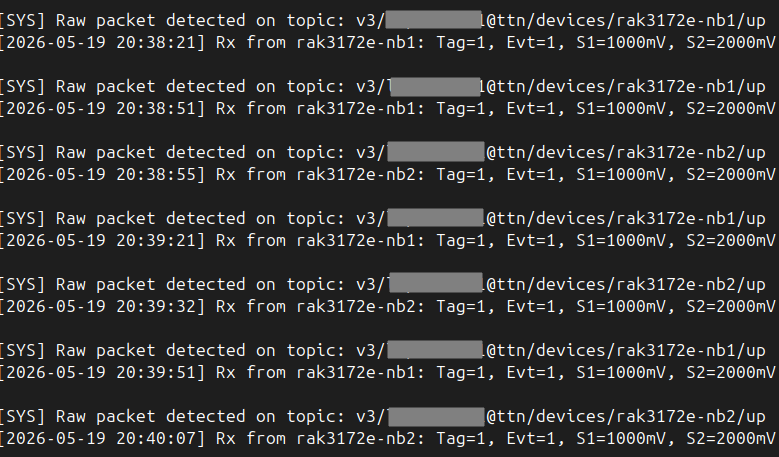 [SYS] Raw packet detected on topic: v3/ 1@ttn/devices/rak3172e-nb1/up
[2026-05-19 20:38:21] Rx from rak3172e-nb1: Tag=1, Evt=1, S1=1000mV, S2=2000mV
[SYS] Raw packet detected on topic: v3/ 1@ttn/devices/rak3172e-nb1/up
[2026-05-19 20:38:51] Rx from rak3172e-nb1: Tag=1, Evt=1, S1=1000mV, S2=2000mV
[SYS] Raw packet detected on topic: v3/ @ttn/devices/rak3172e-nb2/up
[2026-05-19 20:38:55] Rx from rak3172e-nb2: Tag=1, Evt=1, S1=1000mV, S2=2000mV
[SYS] Raw packet detected on topic: v3/ @ttn/devices/rak3172e-nb1/up
[2026-05-19 20:39:21] Rx from rak3172e-nb1: Tag=1, Evt=1, S1=1000mV, S2=2000mV
[SYS] Raw packet detected on topic: v3/ @ttn/devices/rak3172e-nb2/up
[2026-05-19 20:39:32] Rx from rak3172e-nb2: Tag=1, Evt=1, S1=1000mV, S2=2000mV
[SYS] Raw packet detected on topic: v3/ @ttn/devices/rak3172e-nb1/up
[2026-05-19 20:39:51] Rx from rak3172e-nb1: Tag=1, Evt=1, S1=1000mV, S2=2000mV
[SYS] Raw packet detected on topic: v3/ @ttn/devices/rak3172e-nb2/up
[2026-05-19 20:40:07] Rx from rak3172e-nb2: Tag=1, Evt=1, S1=1000mV, S2=2000mV